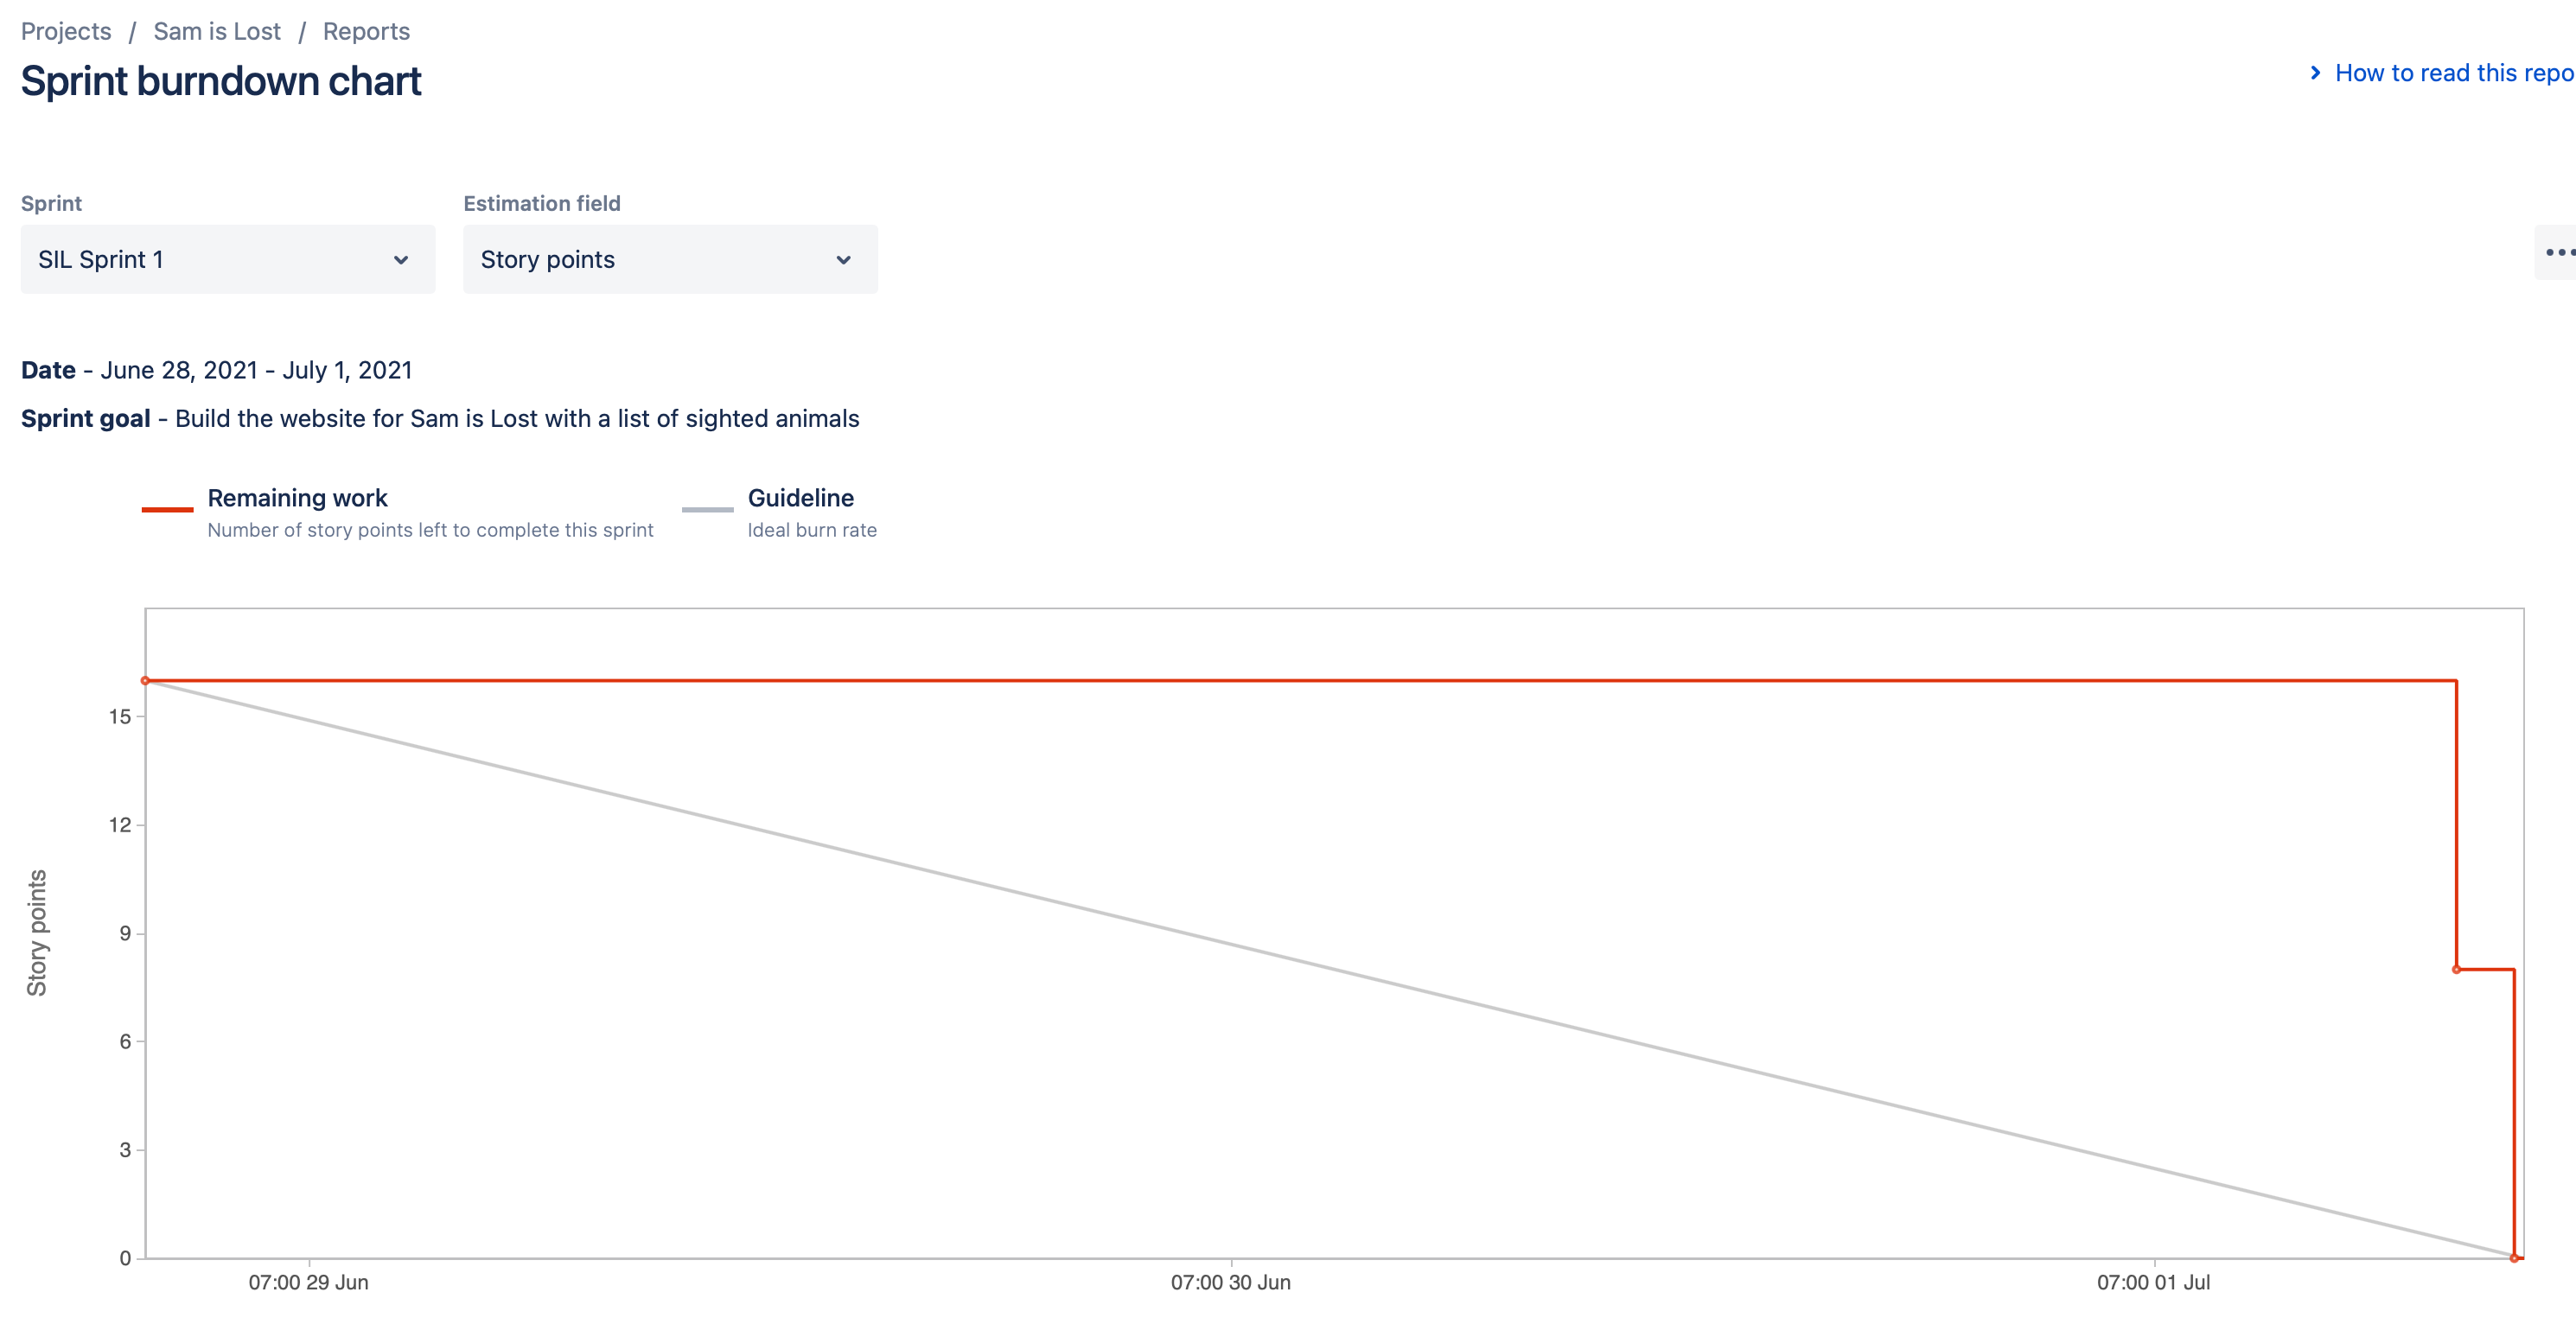 Projects / Sam is Lost / Reports
Sprint burndown chart
How to read this repo
Sprint
Estimation field
SIL Sprint 1
Story points
Date - June 28, 2021 - July 1, 2021
Sprint goal - Build the website for Sam is Lost with a list of sighted animals
Remaining work
Number of story points left to complete this sprint
Guideline
Ideal burn rate
Story points
15
12
9
6
3
0
07:00 29 Jun
07:00 30 Jun
07:00 01 Jul